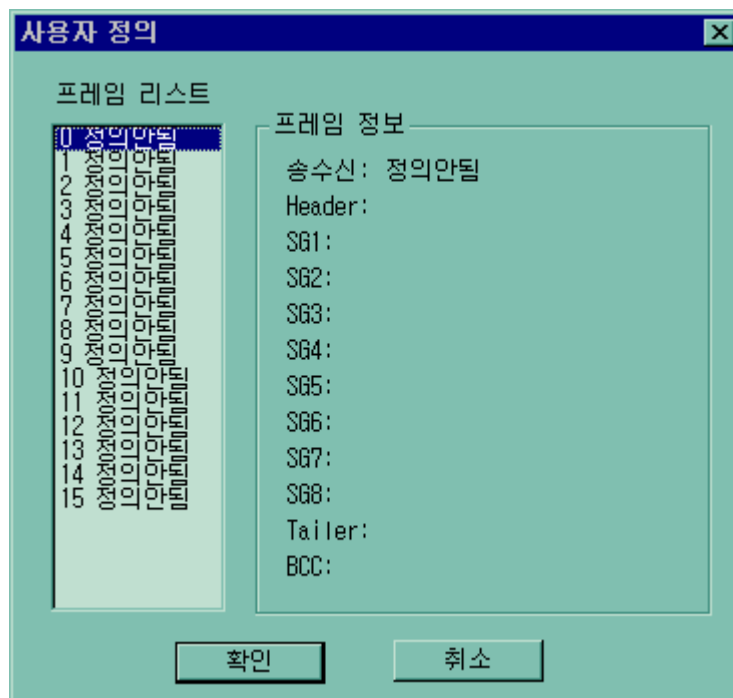 사용자 정의
프레임 리스트
0 정의안됨
1 정의안됨
2 정의안됨
3 정의안됨
4 정의안됨
5 정의안됨
6 정의안됨
7 정의안됨
8 정의안됨
9 정의안됨
10 정의안됨
11 정의안됨
12 정의안됨
13 정의안됨
14 정의안됨
15 정의안됨
프레임 정보
송수신: 정의안됨
Header:
SG1:
SG2:
SG3:
SG4:
SG5:
SG6:
SG7:
SG8:
Tailer:
BCC:
확인
취소